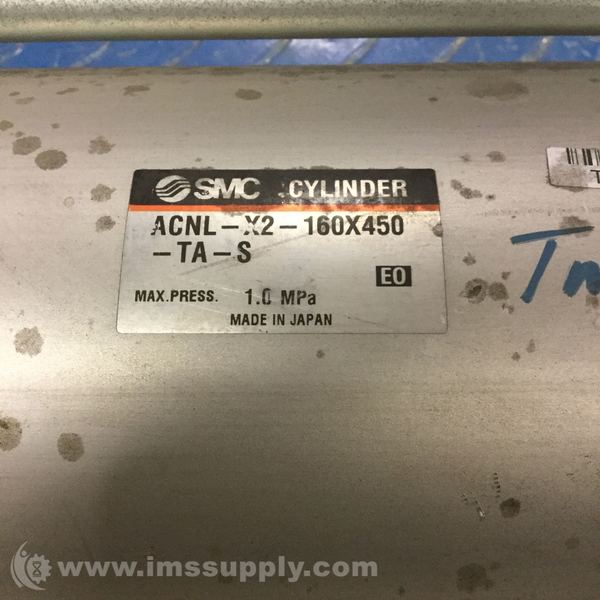 SMC CYLINDER
ACNL-X2-160X450
-TA-S
EO
MAX.PRESS. 1.0 MPa
MADE IN JAPAN
www.imssupply.com